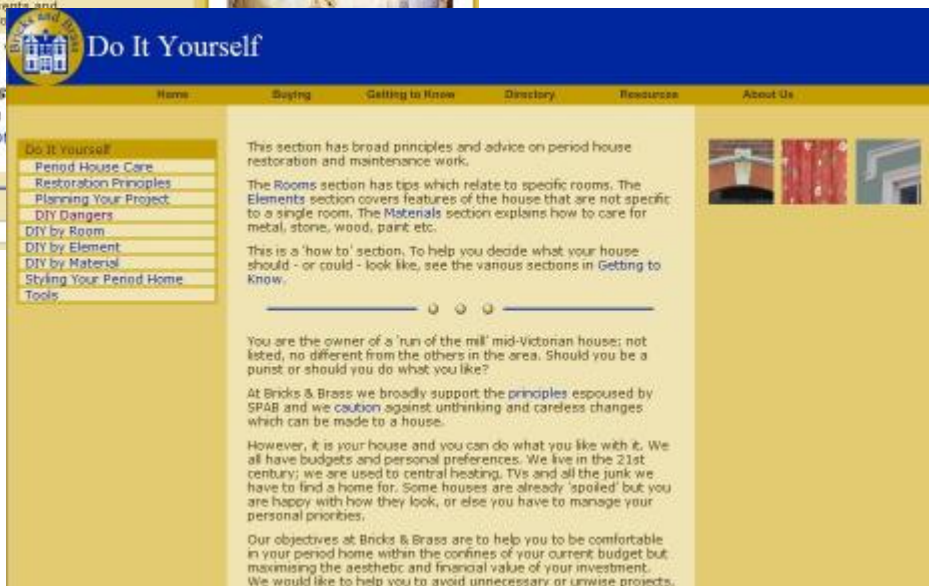 ents and
Bricks and Brass
Do It Yourself
Home Buying Getting to Know Directory Resources About Us
Do It Yourself
Period House Care
Restoration Principles
Planning Your Project
DIY Dangers
DIY by Room
DIY by Element
DIY by Material
Styling Your Period Home
Tools
This section has broad principles and advice on period house
restoration and maintenance work.
The Rooms section has tips which relate to specific rooms. The
Elements section covers features of the house that are not specific
to a single room. The Materials section explains how to care for
metal, stone, wood, paint etc.
This is a 'how to' section. To help you decide what your house
should - or could - look like, see the various sections in Getting to
Know.
You are the owner of a 'run of the mill' mid-Victorian house; not
listed, no different from the others in the area. Should you be a
purist or should you do what you like?
At Bricks & Brass we broadly support the principles espoused by
SPAB and we caution against unthinking and careless changes
which can be made to a house.
However, it is your house and you can do what you like with it. We
all have budgets and personal preferences. We live in the 21st
century; we are used to central heating, TVs and all the junk we
have to find a home for. Some houses are already 'spoiled' but you
are happy with how they look, or else you have to manage your
personal priorities.
Our objectives at Bricks & Brass are to help you to be comfortable
in your period home within the confines of your current budget but
maximising the aesthetic and financial value of your investment.
We would like to help you to avoid unnecessary or unwise projects.